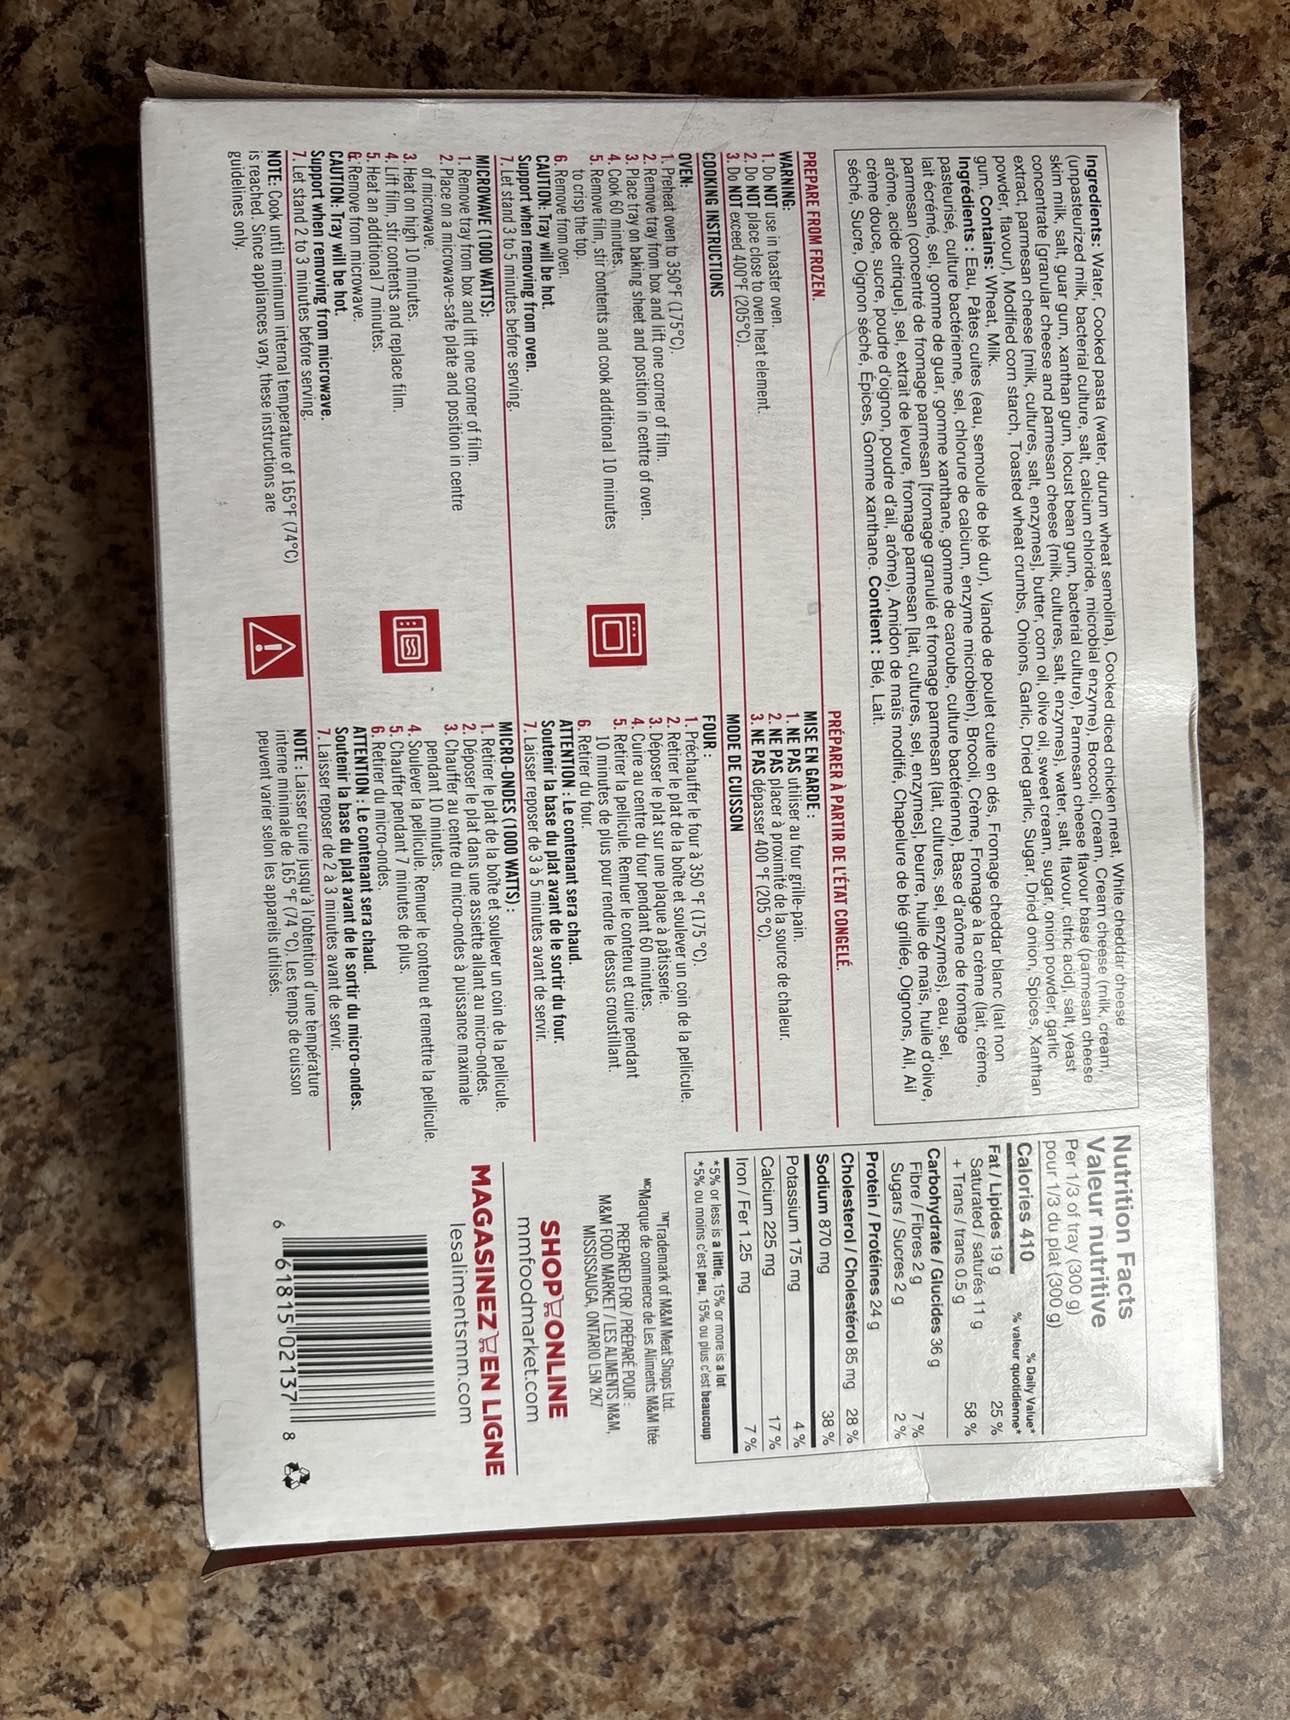 Ingredients: Water, Cooked pasta (water, durum wheat semolina), Cooked diced chicken meat, White cheddar cheese
(unpasteurized milk, bacterial culture, salt, calcium chloride, microbial enzyme), Broccoli, Cream, Cream cheese (milk, cream,
skim milk, salt, guar gum, xanthan gum, locust bean gum, bacterial culture), Parmesan cheese flavour base (parmesan cheese
concentrate [granular cheese and parmesan cheese {milk, cultures, salt, enzymes}, water, salt, flavour, citric acid], salt, yeast
extract, parmesan cheese [milk, cultures, salt, enzymes], butter, corn oil, olive oil, sweet cream, sugar, onion powder, garlic
powder, flavour), Modified corn starch, Toasted wheat crumbs, Onions, Garlic, Dried garlic, Sugar, Dried onion, Spices, Xanthan
gum. Contains: Wheat, Milk.
Ingrédients : Eau, Pâtes cuites (eau, semoule de blé dur), Viande de poulet cuite en dés, Fromage cheddar blanc (lait non
pasteurisé, culture bactérienne, sel, chlorure de calcium, enzyme microbien), Brocoli, Crème, Fromage à la crème (lait, crème,
lait écrémé, sel, gomme de guar, gomme xanthane, gomme de caroube, culture bactérienne), Base d'arôme de fromage
parmesan (concentré de fromage parmesan [fromage granulé et fromage parmesan {lait, cultures, sel, enzymes}, eau, sel,
arôme, acide citrique], sel, extrait de levure, fromage parmesan [lait, cultures, sel, enzymes], beurre, huile de maïs, huile d'olive,
crème douce, sucre, poudre d'oignon, poudre d'ail, arôme), Amidon de maïs modifié, Chapelure de blé grillée, Oignons, Ail, Ail
séché, Sucre, Oignon séché, Épices, Gomme xanthane. Contient : Blé, Lait.
PREPARE FROM FROZEN.
WARNING:
1. Do NOT use in toaster oven.
2. Do NOT place close to oven heat element.
3. Do NOT exceed 400°F (205°C).
COOKING INSTRUCTIONS
OVEN:
1. Preheat oven to 350°F (175°C).
2. Remove tray from box and lift one corner of film.
3. Place tray on baking sheet and position in centre of oven.
4. Cook 60 minutes.
5. Remove film, stir contents and cook additional 10 minutes
to crisp the top.
6. Remove from oven.
CAUTION: Tray will be hot.
Support when removing from oven.
7. Let stand 3 to 5 minutes before serving.
MICROWAVE (1000 WATTS):
1. Remove tray from box and lift one corner of film.
2. Place on a microwave-safe plate and position in centre
of microwave.
3. Heat on high 10 minutes.
4. Lift film, stir contents and replace film.
5. Heat an additional 7 minutes.
6. Remove from microwave.
CAUTION: Tray will be hot.
Support when removing from microwave.
7. Let stand 2 to 3 minutes before serving.
NOTE: Cook until minimum internal temperature of 165°F (74°C)
is reached. Since appliances vary, these instructions are
guidelines only.
PRÉPARER À PARTIR DE L'ÉTAT CONGELÉ.
MISE EN GARDE :
1. NE PAS utiliser au four grille-pain.
2. NE PAS placer à proximité de la source de chaleur.
3. NE PAS dépasser 400 °F (205 °C).
MODE DE CUISSON
FOUR :
1. Préchauffer le four à 350 °F (175 °C).
2. Retirer le plat de la boîte et soulever un coin de la pellicule.
3. Déposer le plat sur une plaque à pâtisserie.
4. Cuire au centre du four pendant 60 minutes.
5. Retirer la pellicule. Remuer le contenu et cuire pendant
10 minutes de plus pour rendre le dessus croustillant.
6. Retirer du four.
ATTENTION : Le contenant sera chaud.
Soutenir la base du plat avant de le sortir du four.
7. Laisser reposer de 3 à 5 minutes avant de servir.
MICRO-ONDES (1000 WATTS) :
1. Retirer le plat de la boîte et soulever un coin de la pellicule.
2. Déposer le plat dans une assiette allant au micro-ondes.
3. Chauffer au centre du micro-ondes à puissance maximale
pendant 10 minutes.
4. Soulever la pellicule. Remuer le contenu et remettre la pellicule.
5. Chauffer pendant 7 minutes de plus.
6. Retirer du micro-ondes.
ATTENTION : Le contenant sera chaud.
Soutenir la base du plat avant de le sortir du micro-ondes.
7. Laisser reposer de 2 à 3 minutes avant de servir.
NOTE : Laisser cuire jusqu'à l'obtention d'une température
interne minimale de 165 °F (74 °C). Les temps de cuisson
peuvent varier selon les appareils utilisés.
Nutrition Facts
Valeur nutritive
Per 1/3 of tray (300 g)
pour 1/3 du plat (300 g)
Calories 410 % Daily Value*
% valeur quotidienne*
Fat / Lipides 19 g 25 %
Saturated / saturés 11 g 58 %
+ Trans / trans 0.5 g
Carbohydrate / Glucides 36 g
Fibre / Fibres 2 g 7 %
Sugars / Sucres 2 g 2 %
Protein / Protéines 24 g
Cholesterol / Cholestérol 85 mg 28 %
Sodium 870 mg 38 %
Potassium 175 mg 4 %
Calcium 225 mg 17 %
Iron / Fer 1.25 mg 7 %
*5% or less is a little, 15% or more is a lot
*5% ou moins c'est peu, 15% ou plus c'est beaucoup
™Trademark of M&M Meat Shops Ltd.
MCMarque de commerce de Les Aliments M&M ltée
PREPARED FOR / PRÉPARÉ POUR :
M&M FOOD MARKET / LES ALIMENTS M&M,
MISSISSAUGA, ONTARIO L5N 2K7
SHOP ONLINE
mmfoodmarket.com
MAGASINEZ EN LIGNE
lesalimentsmm.com
6 61815 02137 8